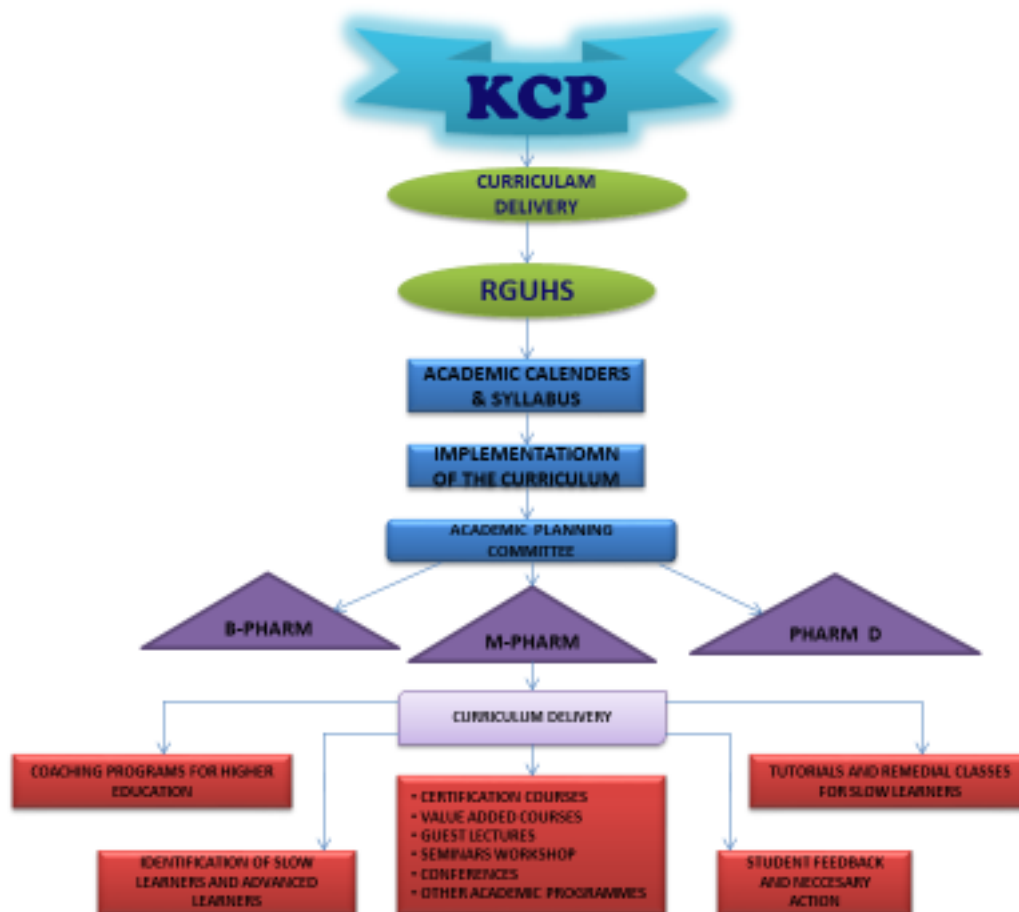 KCP
CURRICULAM
DELIVERY
RGUHS
ACADEMIC CALENDERS
& SYLLABUS
IMPLEMENTATIOMN
OF THE CURRICULUM
ACADEMIC PLANNING
COMMITTEE
B-PHARM
M-PHARM
PHARM D
CURRICULUM DELIVERY
COACHING PROGRAMS FOR HIGHER
EDUCATION
TUTORIALS AND REMEDIAL CLASSES
FOR SLOW LEARNERS
IDENTIFICATION OF SLOW
LEARNERS AND ADVANCED
LEARNERS
• CERTIFICATION COURSES
• VALUE ADDED COURSES
• GUEST LECTURES
• SEMINARS WORKSHOP
• CONFERENCES
• OTHER ACADEMIC PROGRAMMES
STUDENT FEEDBACK
AND NECCESARY
ACTION